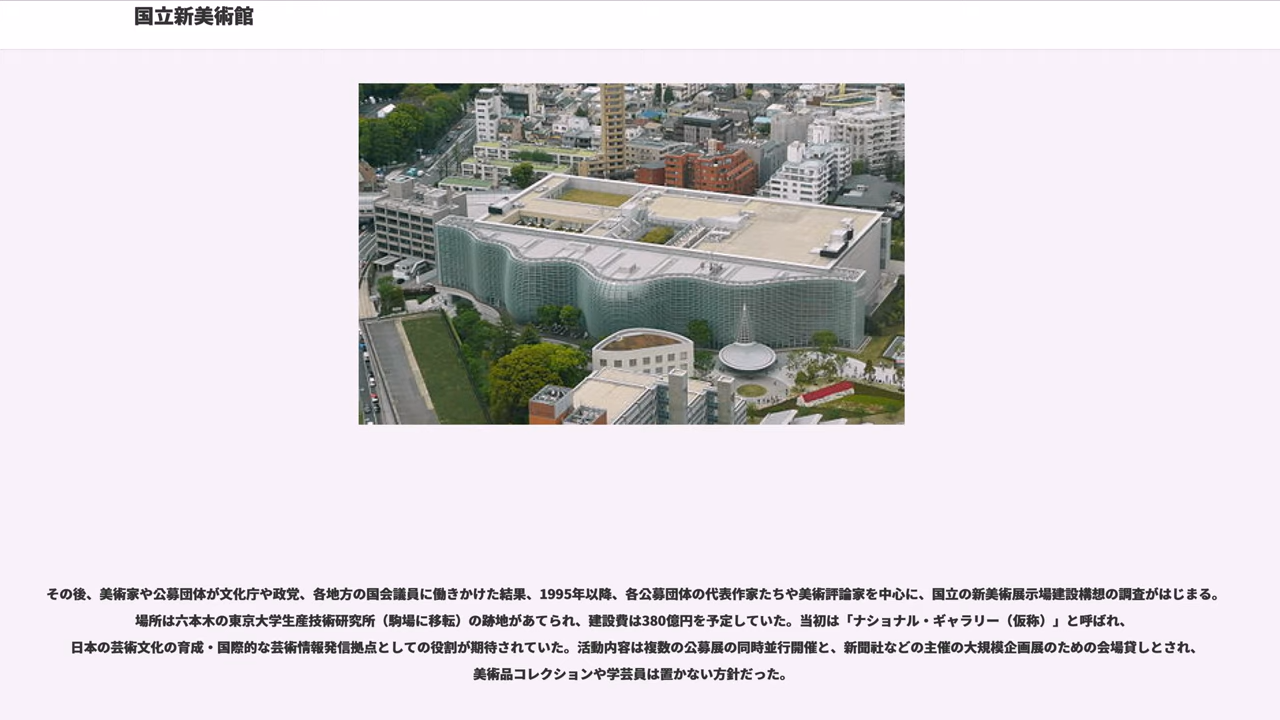 国立新美術館
その後、美術家や公募団体が文化庁や政党、各地方の国会議員に働きかけた結果、1995年以降、各公募団体の代表作家たちや美術評論家を中心に、国立の新美術展示場建設構想の調査がはじまる。
場所は六本木の東京大学生産技術研究所（駒場に移転）の跡地があてられ、建設費は380億円を予定していた。当初は「ナショナル・ギャラリー（仮称）」と呼ばれ、
日本の芸術文化の育成・国際的な芸術情報発信拠点としての役割が期待されていた。活動内容は複数の公募展の同時並行開催と、新聞社などの主催の大規模企画展のための会場貸しとされ、
美術品コレクションや学芸員は置かない方針だった。